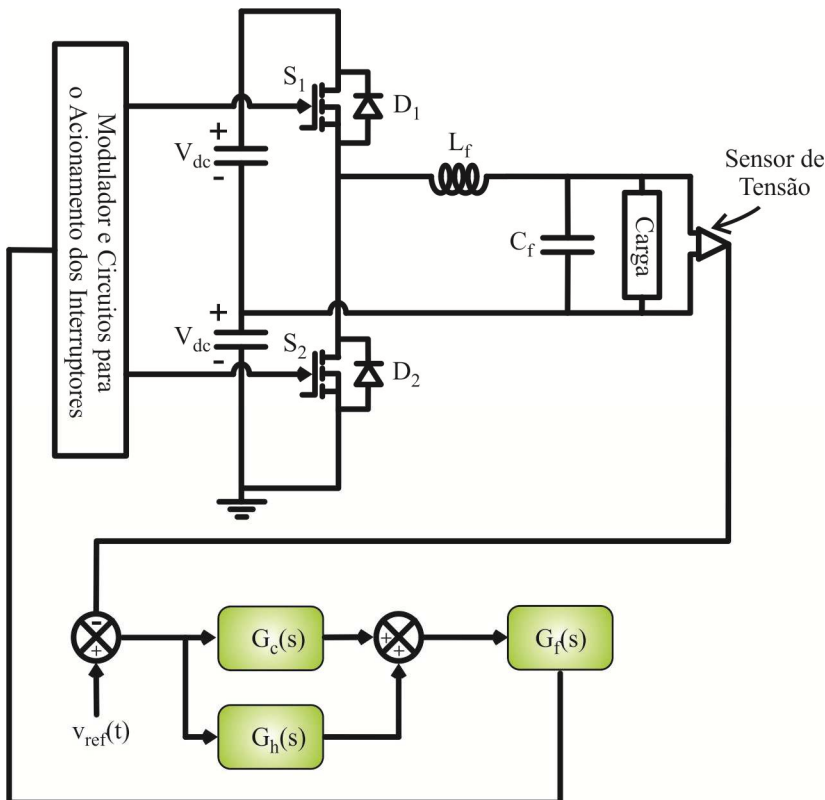 Modulador e Circuitos para
o Acionamento dos Interruptores
S1
D1
+
Vdc
-
Lf
Sensor de
Tensão
Cf
Carga
+
Vdc
-
S2
D2
-
+
Gc(s)
+
+
Gf(s)
Gh(s)
vref(t)